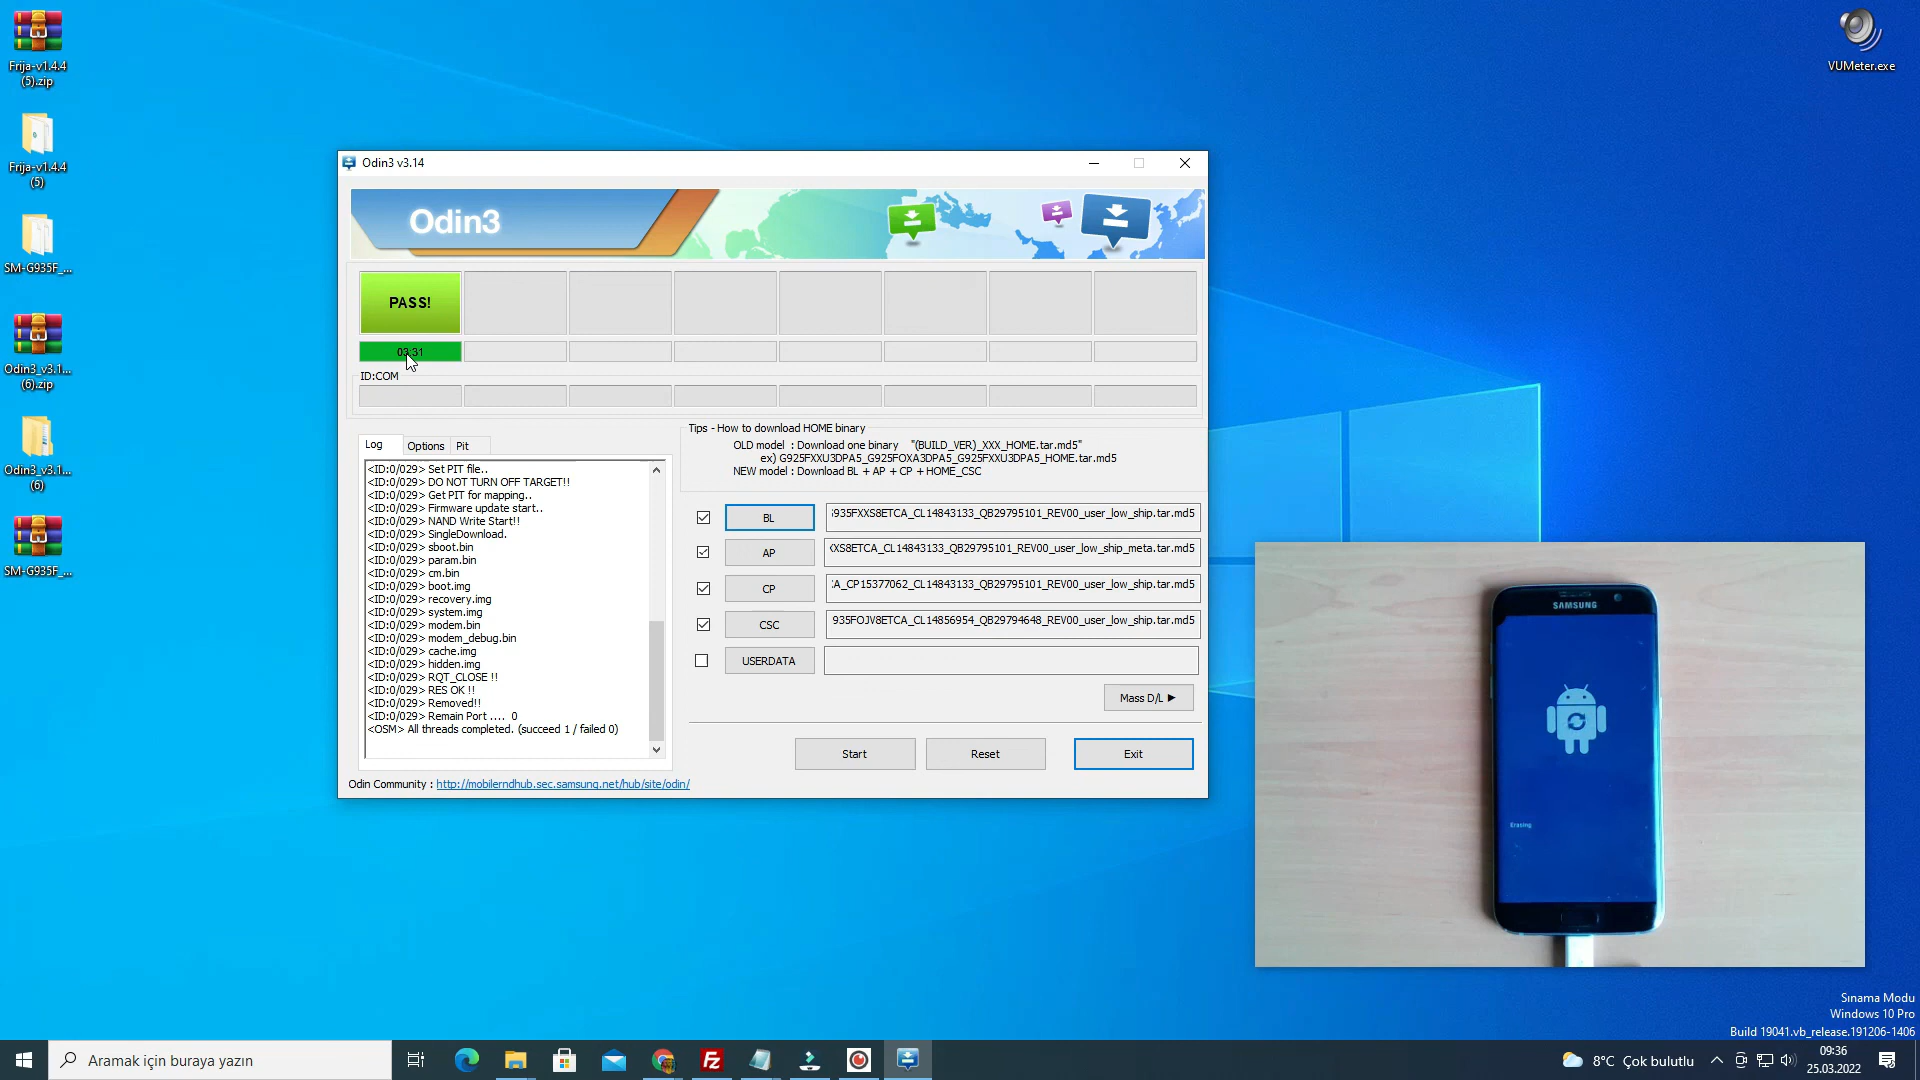 Frija-v1.4.4
(5).zip
Frija-v1.4.4
(5)
SM-G935F_...
Odin3_v3.1...
(6).zip
Odin3_v3.1...
(6)
SM-G935F_...
VUMeter.exe
Odin3 v3.14
Odin3
PASS!
03:31
ID:COM
Log
Options
Pit
<ID:0/029> Set PIT file..
<ID:0/029> DO NOT TURN OFF TARGET!!
<ID:0/029> Get PIT for mapping..
<ID:0/029> Firmware update start..
<ID:0/029> NAND Write Start!!
<ID:0/029> SingleDownload.
<ID:0/029> sboot.bin
<ID:0/029> param.bin
<ID:0/029> cm.bin
<ID:0/029> boot.img
<ID:0/029> recovery.img
<ID:0/029> system.img
<ID:0/029> modem.bin
<ID:0/029> modem_debug.bin
<ID:0/029> cache.img
<ID:0/029> hidden.img
<ID:0/029> RQT_CLOSE !!
<ID:0/029> RES OK !!
<ID:0/029> Removed!!
<ID:0/029> Remain Port .... 0
<OSM> All threads completed. (succeed 1 / failed 0)
Tips - How to download HOME binary
OLD model : Download one binary "(BUILD_VER)_XXX_HOME.tar.md5"
ex) G925FXXU3DPA5_G925FOXA3DPA5_G925FXXU3DPA5_HOME.tar.md5
NEW model : Download BL + AP + CP + HOME_CSC
BL
935FXXS8ETCA_CL14843133_QB29795101_REV00_user_low_ship.tar.md5
AP
XS8ETCA_CL14843133_QB29795101_REV00_user_low_ship_meta.tar.md5
CP
A_CP15377062_CL14843133_QB29795101_REV00_user_low_ship.tar.md5
CSC
935FOJV8ETCA_CL14856954_QB29794648_REV00_user_low_ship.tar.md5
USERDATA
Mass D/L
Start
Reset
Exit
Odin Community : http://mobilerndhub.sec.samsung.net/hub/site/odin/
SAMSUNG
Erasing
Sınama Modu
Windows 10 Pro
Build 19041.vb_release.191206-1406
Aramak için buraya yazın
8°C Çok bulutlu
09:36
25.03.2022